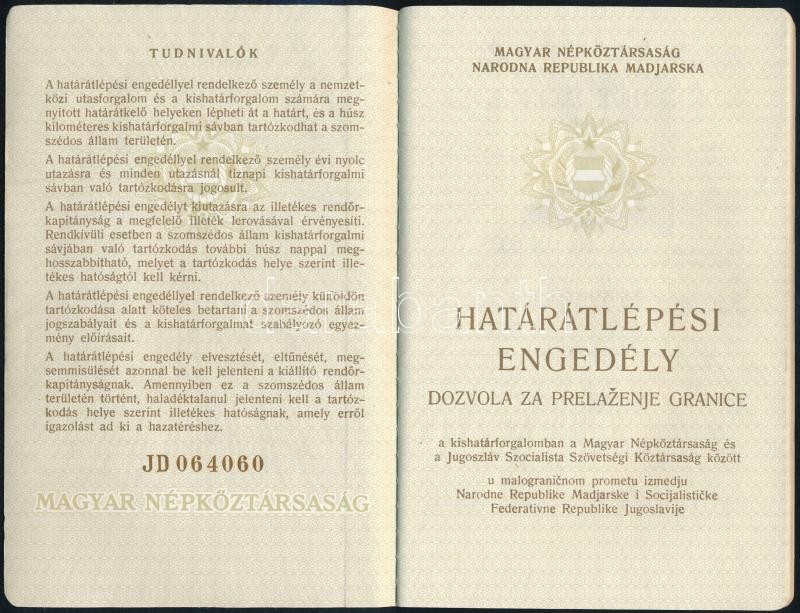 TUDNIVALÓK
A határátlépési engedéllyel rendelkező személy a nemzet-
közi utasforgalom és a kishatárforgalom számára meg-
nyitott határátkelő helyeken lépheti át a határt, és a húsz
kilométeres kishatárforgalmi sávban tartózkodhat a szom-
szédos állam területén.
A határátlépési engedéllyel rendelkező személy évi nyolc
utazásra és minden utazásnál tíznapi kishatárforgalmi
sávban való tartózkodásra jogosult.
A határátlépési engedélyt kiutazásra az illetékes rendőr-
kapitányság a megfelelő illeték lerovásával érvényesíti.
Rendkívüli esetben a szomszédos állam kishatárforgalmi
sávjában való tartózkodás további húsz nappal meg-
hosszabbítható, melyet a tartózkodás helye szerint ille-
tékes hatóságtól kell kérni.
A határátlépési engedéllyel rendelkező személy külföldön
tartózkodása alatt köteles betartani a szomszédos állam
jogszabályait és a kishatárforgalmat szabályozó egyez-
mény előírásait.
A határátlépési engedély elvesztését, eltűnését, meg-
semmisülését azonnal be kell jelenteni a kiállító rendőr-
kapitányságnak. Amennyiben ez a szomszédos állam
területén történt, haladéktalanul jelenteni kell a tartóz-
kodás helye szerint illetékes hatóságnak, amely erről
igazolást ad ki a hazatéréshez.
JD 064060
MAGYAR NÉPKÖZTÁRSASÁG
MAGYAR NÉPKÖZTÁRSASÁG
NARODNA REPUBLIKA MADJARSKA
HATÁRÁTLÉPÉSI
ENGEDÉLY
DOZVOLA ZA PRELAŽENJE GRANICE
a kishatárforgalomban a Magyar Népköztársaság és
a Jugoszláv Szocialista Szövetségi Köztársaság között
u malograničnom prometu izmedju
Narodne Republike Madjarske i Socijalističke
Federativne Republike Jugoslavije